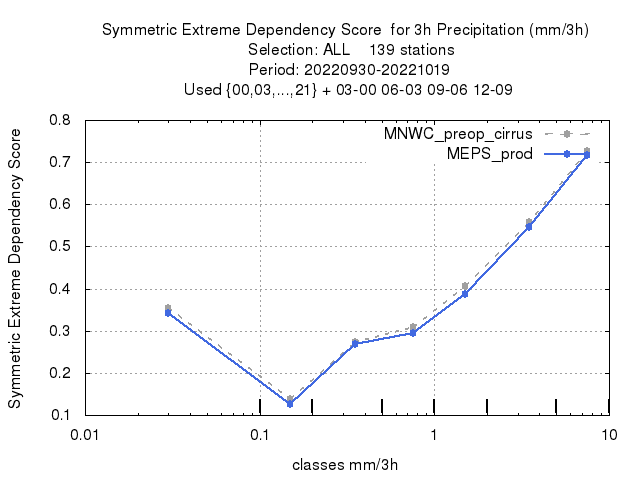 Symmetric Extreme Dependency Score  for 3h Precipitation (mm/3h)
Selection: ALL    139 stations
Period: 20220930-20221019
Used {00,03,...,21} + 03-00 06-03 09-06 12-09
MNWC_preop_cirrus
MEPS_prod
Symmetric Extreme Dependency Score
0.8
0.7
0.6
0.5
0.4
0.3
0.2
0.1
0.01
0.1
1
10
classes mm/3h